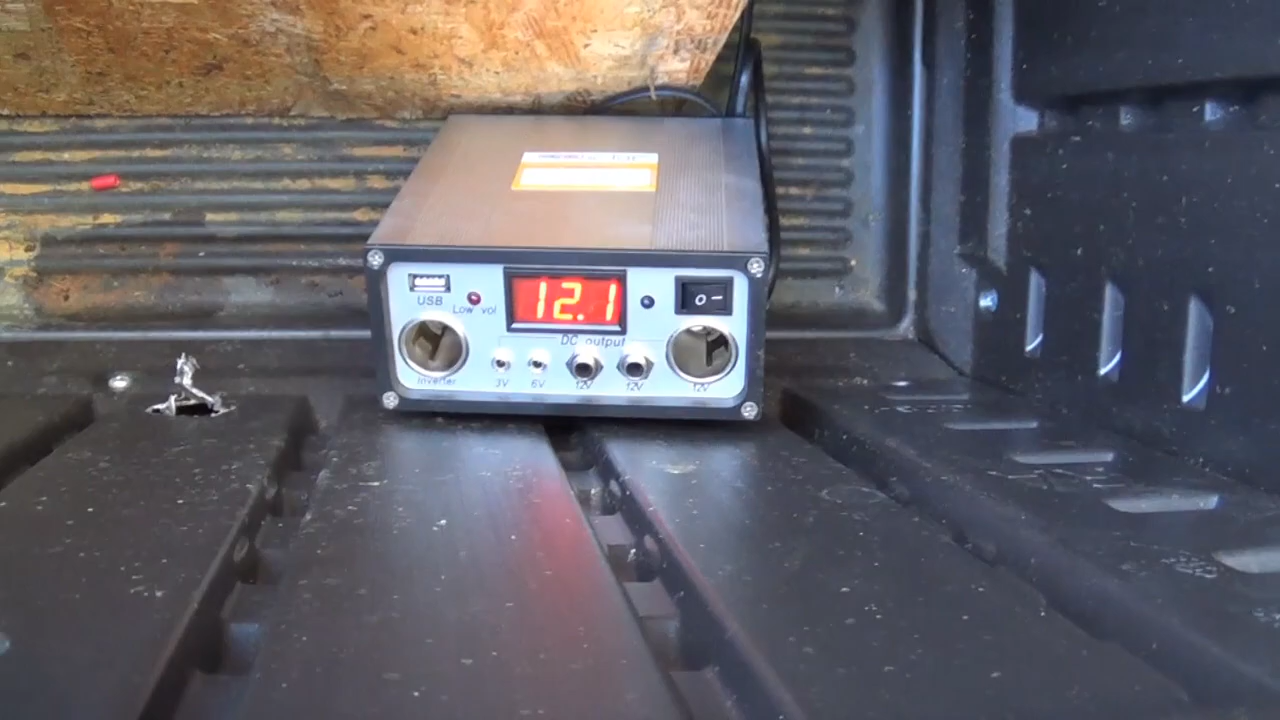 USB
Low vol
12.1
O –
DC output
Inverter
3V
6V
12V
12V
12V